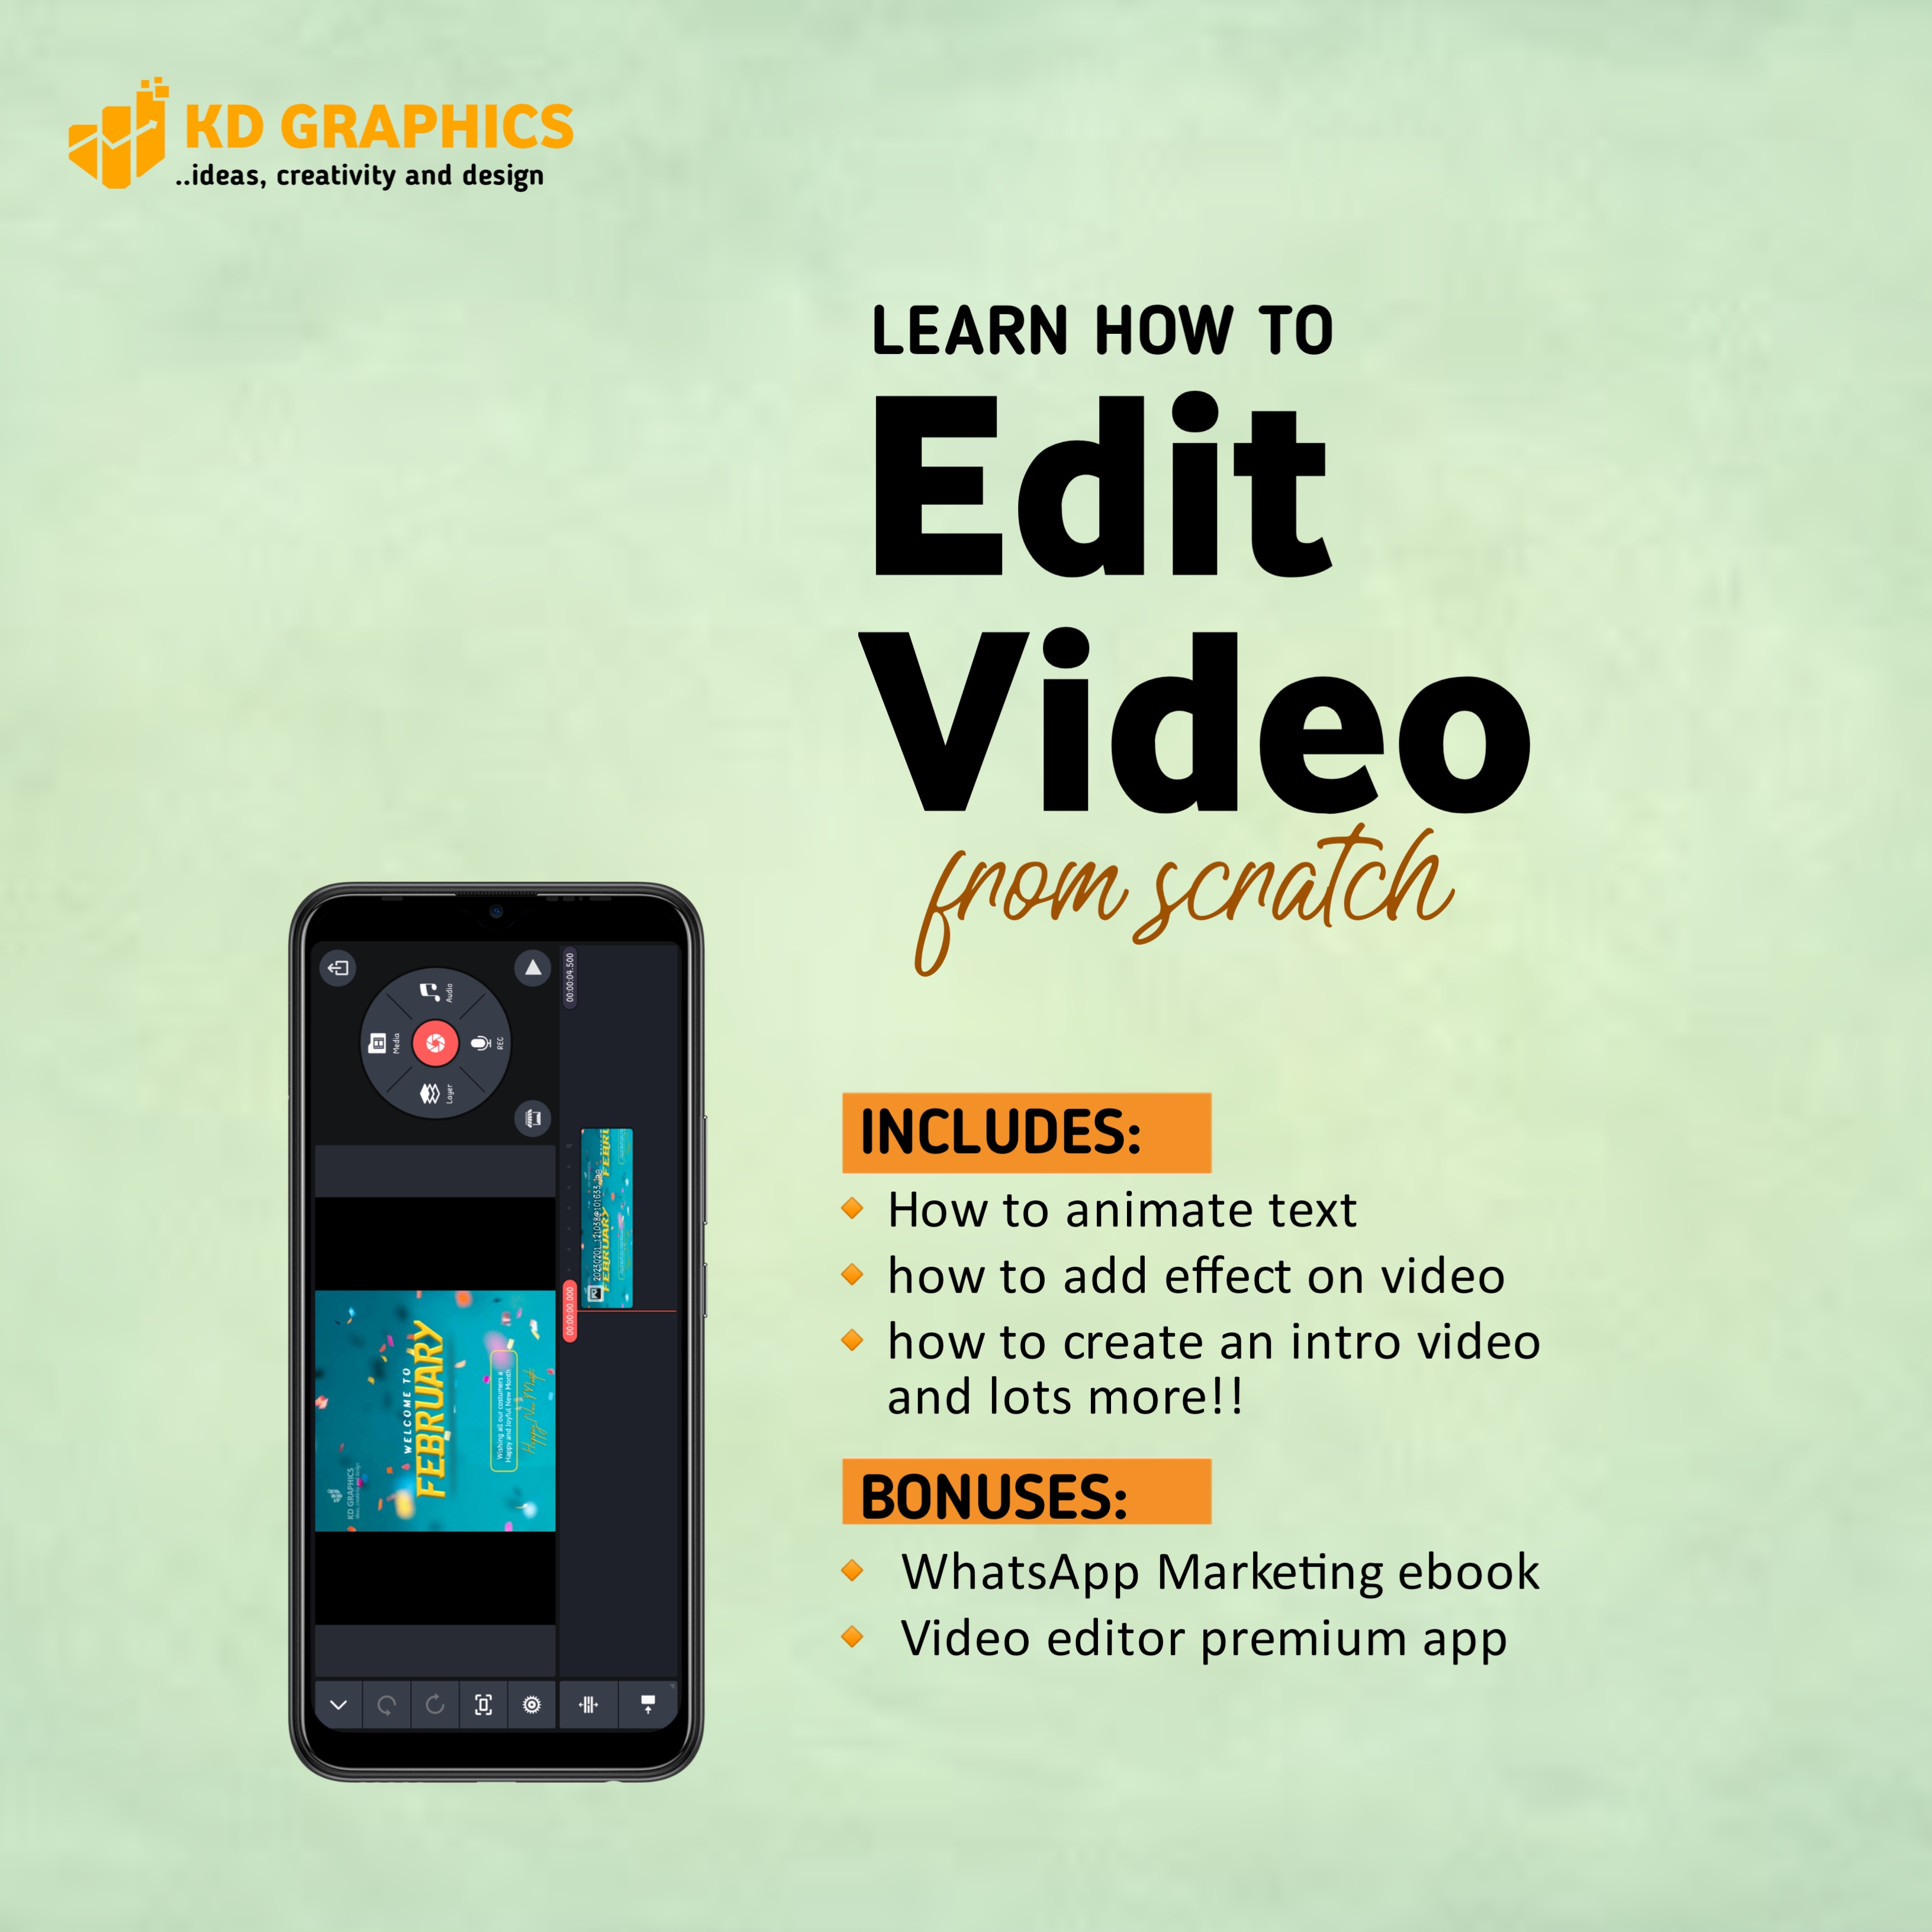 KD GRAPHICS
..ideas, creativity and design
LEARN HOW TO
Edit
Video
from scratch
INCLUDES:
How to animate text
how to add effect on video
how to create an intro video
and lots more!!
BONUSES:
WhatsApp Marketing ebook
Video editor premium app
Media
Audio
Layer
REC
00:00:04.500
00:00:00.000
KD GRAPHICS
WELCOME TO
FEBRUARY
Wishing all our costumers a
Happy and Joyful New Month
Happy New Month
FEBRUARY